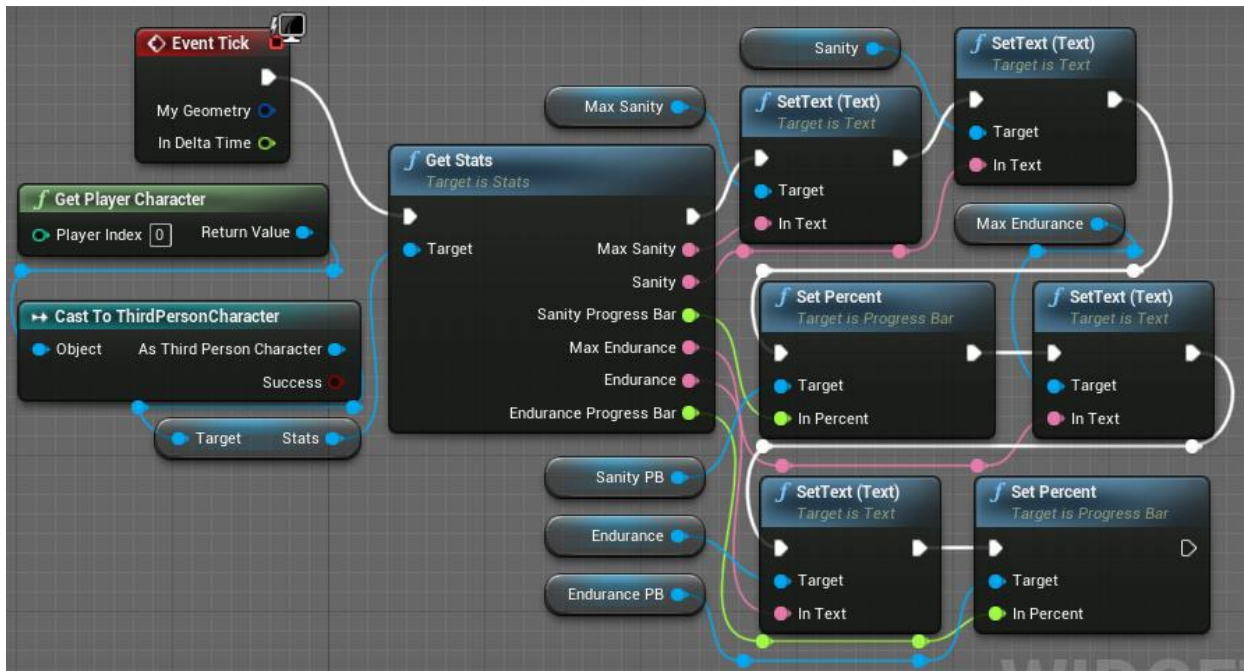 Event Tick
My Geometry
In Delta Time
Get Player Character
Player Index 0 Return Value
Cast To ThirdPersonCharacter
Object As Third Person Character
Success
Target Stats
Get Stats
Target is Stats
Target Max Sanity
Sanity
Sanity Progress Bar
Max Endurance
Endurance
Endurance Progress Bar
Max Sanity
SetText (Text)
Target is Text
Target
In Text
Sanity
SetText (Text)
Target is Text
Target
In Text
Sanity PB
Set Percent
Target is Progress Bar
Target
In Percent
Max Endurance
SetText (Text)
Target is Text
Target
In Text
Endurance
SetText (Text)
Target is Text
Target
In Text
Endurance PB
Set Percent
Target is Progress Bar
Target
In Percent